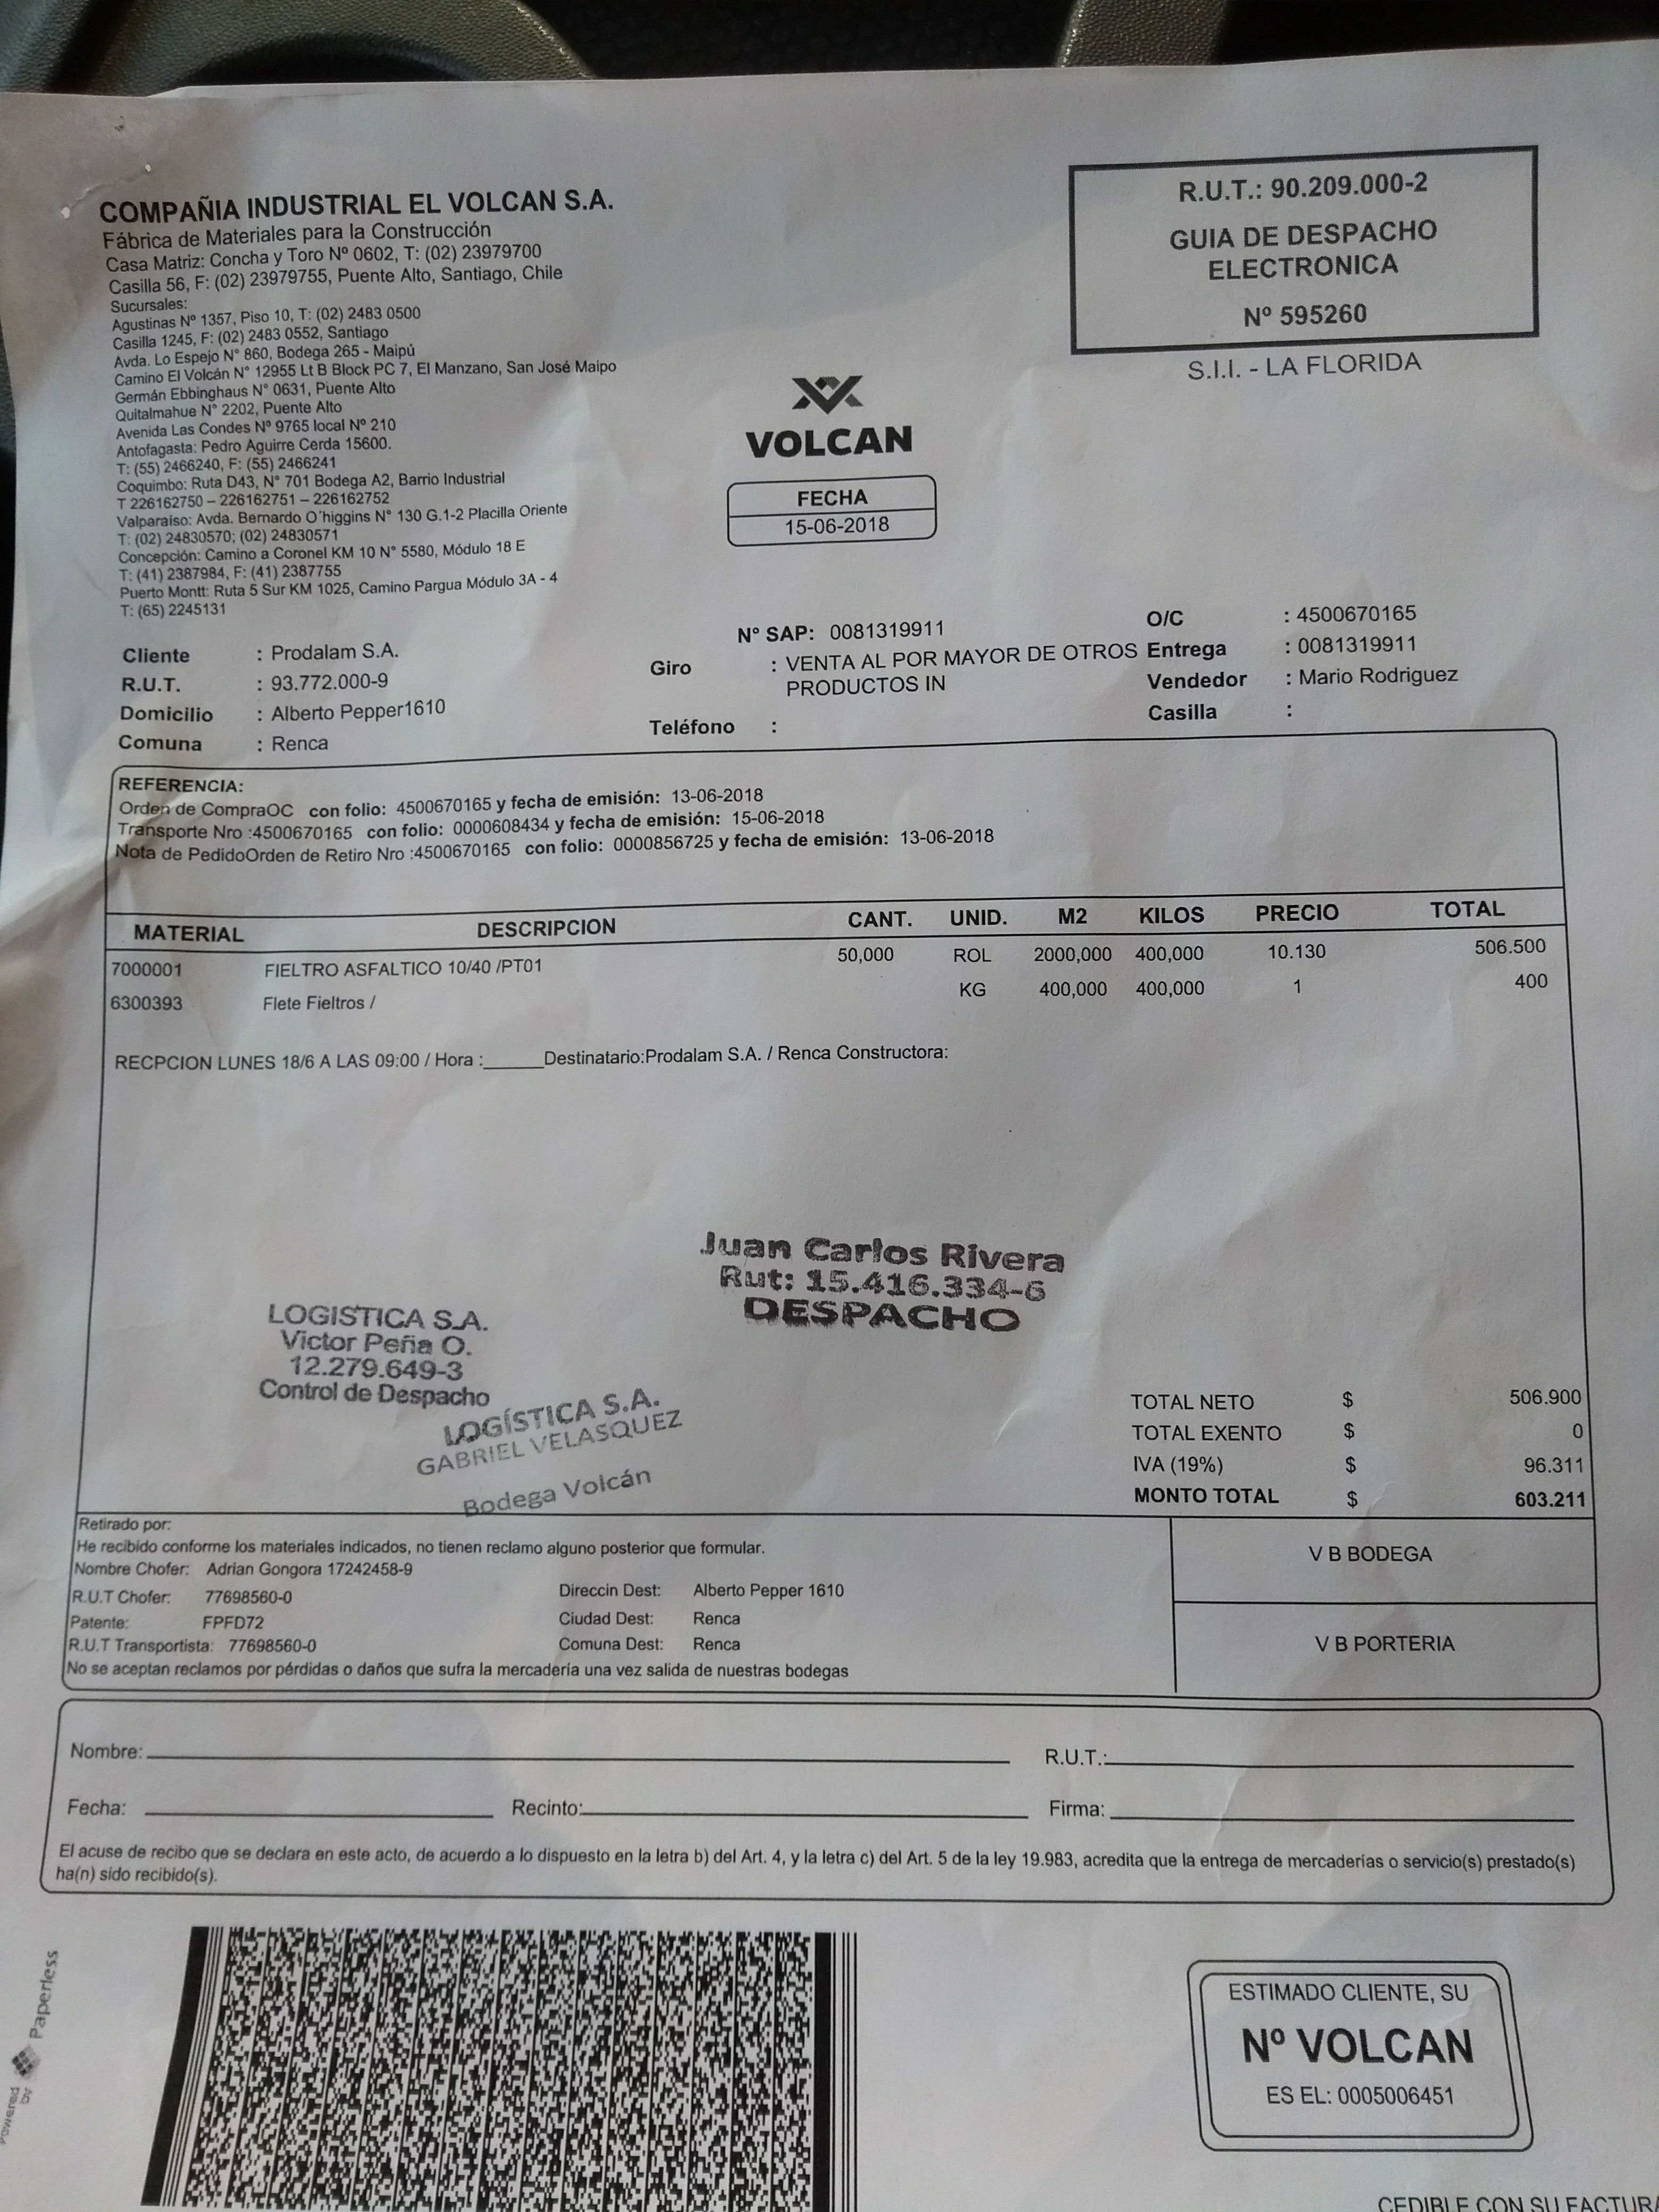 COMPAÑIA INDUSTRIAL EL VOLCAN S.A.
Fábrica de Materiales para la Construcción
Casa Matriz: Concha y Toro Nº 0602, T: (02) 23979700
Casilla 56, F: (02) 23979755, Puente Alto, Santiago, Chile
Sucursales:
Agustinas Nº 1357, Piso 10, T: (02) 2483 0500
Casilla 1245, F: (02) 2483 0552, Santiago
Avda. Lo Espejo N° 860, Bodega 265 - Maipú
Camino El Volcán N° 12955 Lt B Block PC 7, El Manzano, San José Maipo
Germán Ebbinghaus N° 0631, Puente Alto
Quitalmahue N° 2202, Puente Alto
Avenida Las Condes Nº 9765 local Nº 210
Antofagasta: Pedro Aguirre Cerda 15600.
T: (55) 2466240, F: (55) 2466241
Coquimbo: Ruta D43, N° 701 Bodega A2, Barrio Industrial
T 226162750 – 226162751 – 226162752
Valparaíso: Avda. Bernardo O´higgins N° 130 G.1-2 Placilla Oriente
T: (02) 24830570; (02) 24830571
Concepción: Camino a Coronel KM 10 N° 5580, Módulo 18 E
T: (41) 2387984, F: (41) 2387755
Puerto Montt: Ruta 5 Sur KM 1025, Camino Pargua Módulo 3A - 4
T: (65) 2245131
R.U.T.: 90.209.000-2
GUIA DE DESPACHO
ELECTRONICA
Nº 595260
S.I.I. - LA FLORIDA
VOLCAN
FECHA
15-06-2018
Cliente : Prodalam S.A.
R.U.T. : 93.772.000-9
Domicilio : Alberto Pepper1610
Comuna : Renca
N° SAP: 0081319911
Giro : VENTA AL POR MAYOR DE OTROS
PRODUCTOS IN
Teléfono :
O/C : 4500670165
Entrega : 0081319911
Vendedor : Mario Rodriguez
Casilla :
REFERENCIA:
Orden de CompraOC con folio: 4500670165 y fecha de emisión: 13-06-2018
Transporte Nro :4500670165 con folio: 0000608434 y fecha de emisión: 15-06-2018
Nota de PedidoOrden de Retiro Nro :4500670165 con folio: 0000856725 y fecha de emisión: 13-06-2018
MATERIAL DESCRIPCION CANT. UNID. M2 KILOS PRECIO TOTAL
7000001 FIELTRO ASFALTICO 10/40 /PT01 50,000 ROL 2000,000 400,000 10.130 506.500
6300393 Flete Fieltros / KG 400,000 400,000 1 400
RECPCION LUNES 18/6 A LAS 09:00 / Hora :______Destinatario:Prodalam S.A. / Renca Constructora:
Juan Carlos Rivera
Rut: 15.416.334-6
DESPACHO
LOGISTICA S.A.
Victor Peña O.
12.279.649-3
Control de Despacho
LOGÍSTICA S.A.
GABRIEL VELASQUEZ
Bodega Volcán
TOTAL NETO $ 506.900
TOTAL EXENTO $ 0
IVA (19%) $ 96.311
MONTO TOTAL $ 603.211
Retirado por:
He recibido conforme los materiales indicados, no tienen reclamo alguno posterior que formular.
Nombre Chofer: Adrian Gongora 17242458-9
R.U.T Chofer: 77698560-0 Direccin Dest: Alberto Pepper 1610
Patente: FPFD72 Ciudad Dest: Renca
R.U.T Transportista: 77698560-0 Comuna Dest: Renca
No se aceptan reclamos por pérdidas o daños que sufra la mercadería una vez salida de nuestras bodegas
V B BODEGA
V B PORTERIA
Nombre: R.U.T.:
Fecha: Recinto: Firma:
El acuse de recibo que se declara en este acto, de acuerdo a lo dispuesto en la letra b) del Art. 4, y la letra c) del Art. 5 de la ley 19.983, acredita que la entrega de mercaderías o servicio(s) prestado(s)
ha(n) sido recibido(s).
Powered by Paperless
ESTIMADO CLIENTE, SU
Nº VOLCAN
ES EL: 0005006451
CEDIBLE CON SU FACTURA